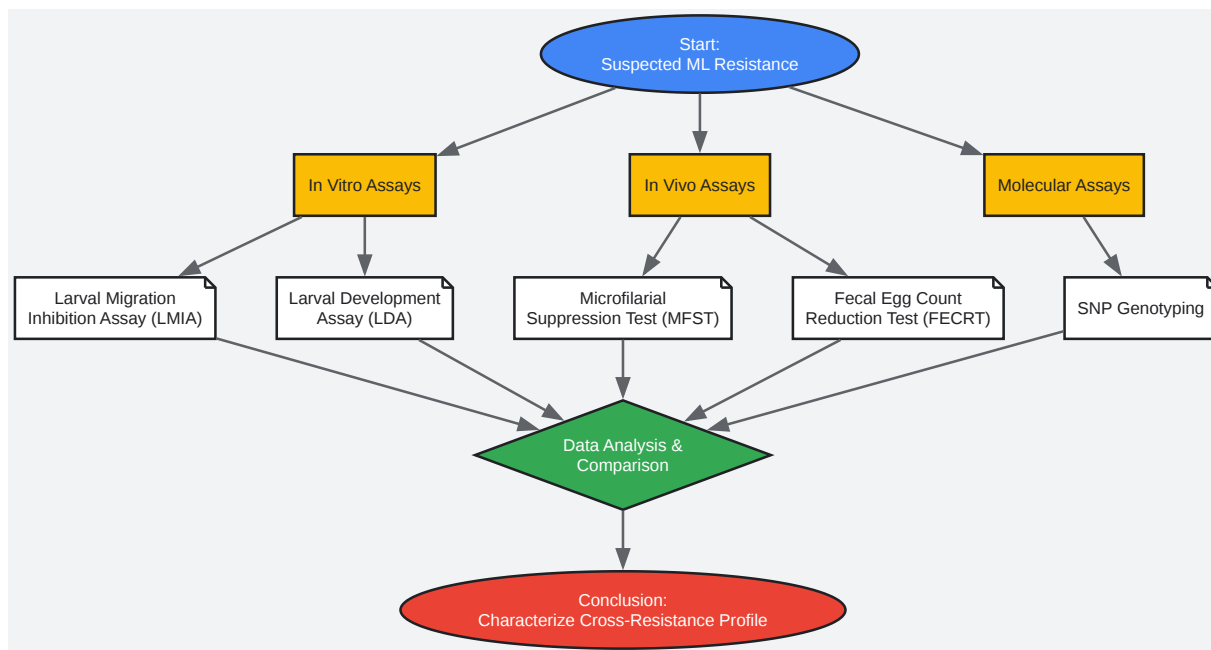 Start:
Suspected ML Resistance
In Vitro Assays
In Vivo Assays
Molecular Assays
Larval Migration
Inhibition Assay (LMIA)
Larval Development
Assay (LDA)
Microfilarial
Suppression Test (MFST)
Fecal Egg Count
Reduction Test (FECRT)
SNP Genotyping
Data Analysis &
Comparison
Conclusion:
Characterize Cross-Resistance Profile